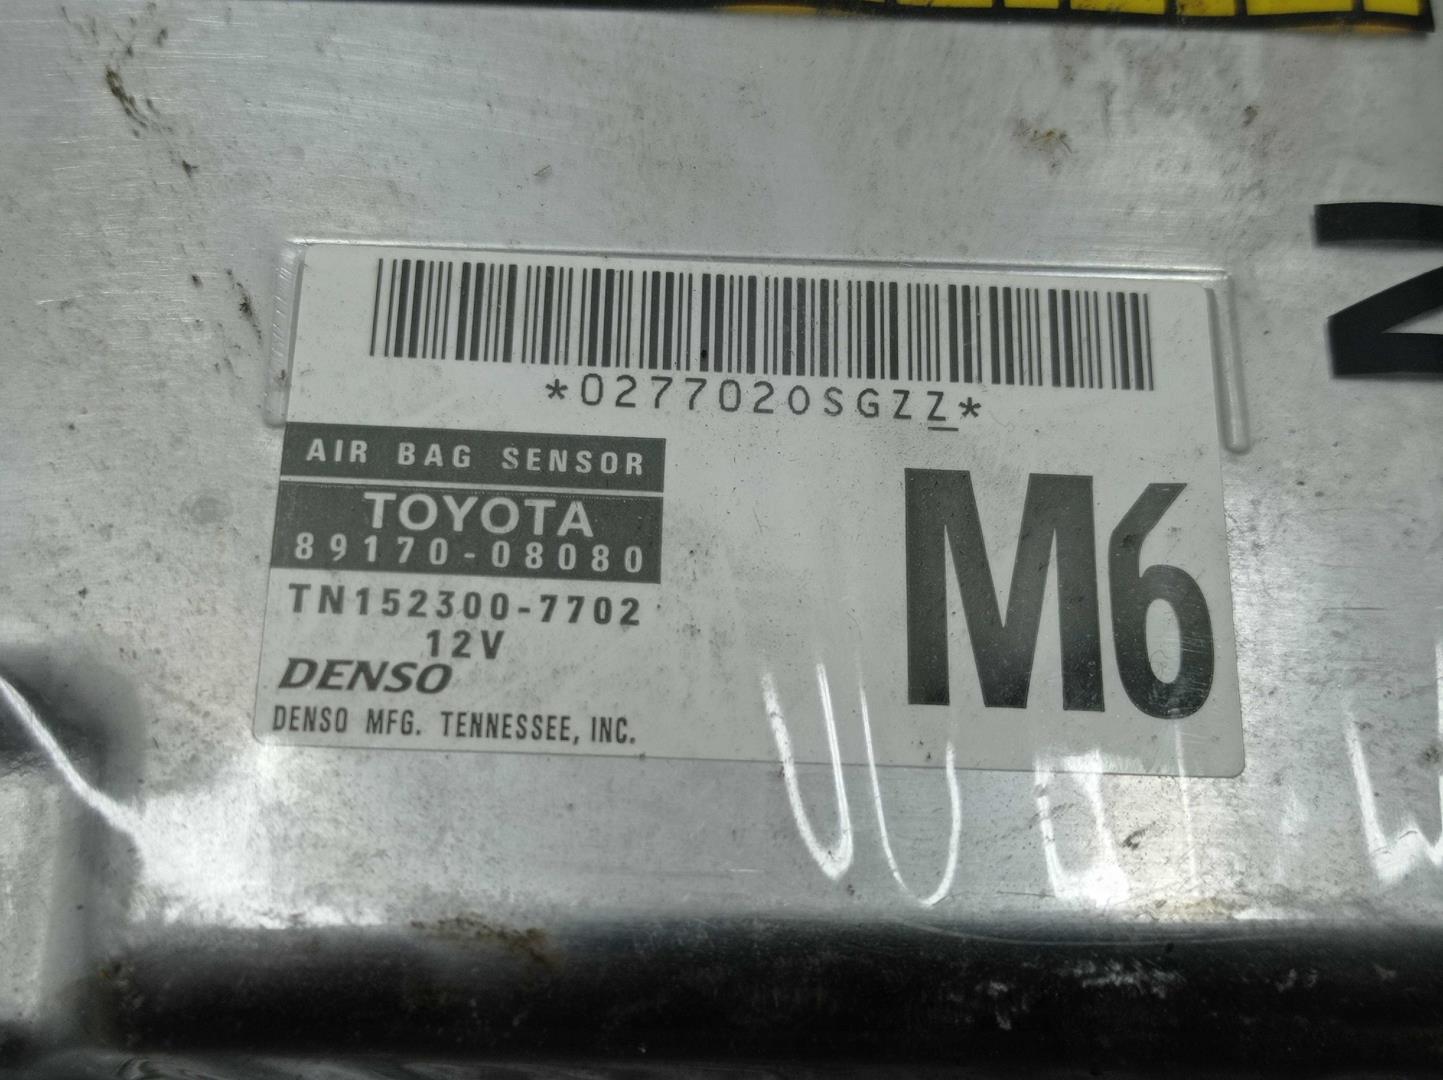 *0277020SGZZ*
AIR BAG SENSOR
TOYOTA
89170-08080
TN152300-7702
12V
DENSO
DENSO MFG. TENNESSEE, INC.
M6